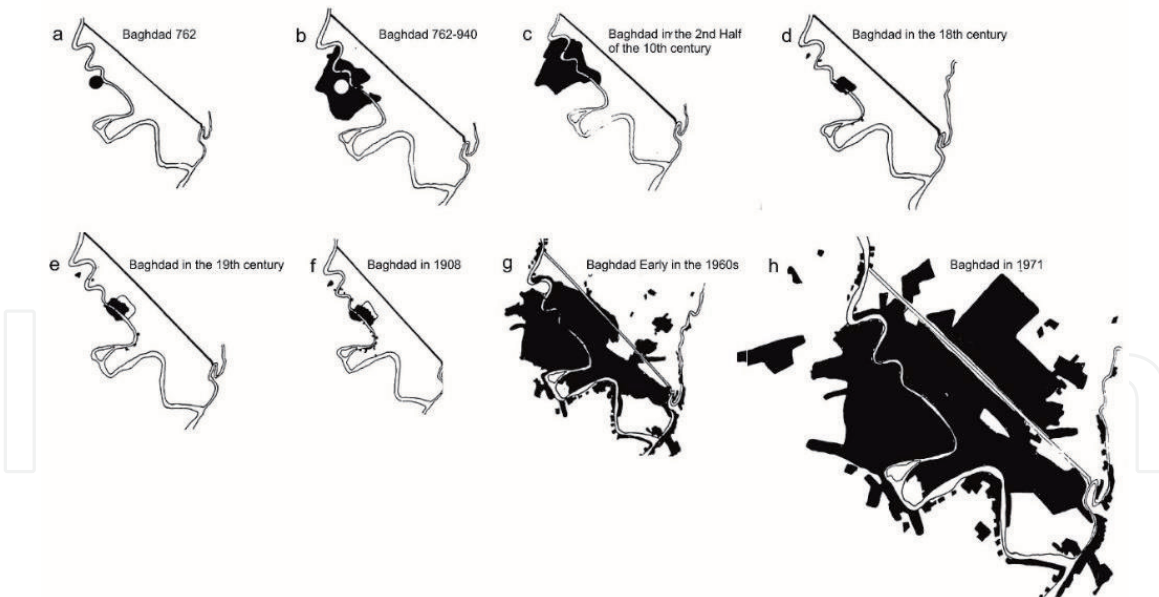 a Baghdad 762
b Baghdad 762-940
c Baghdad in the 2nd Half
of the 10th century
d Baghdad in the 18th century
e Baghdad in the 19th century
f Baghdad in 1908
g Baghdad Early in the 1960s
h Baghdad in 1971